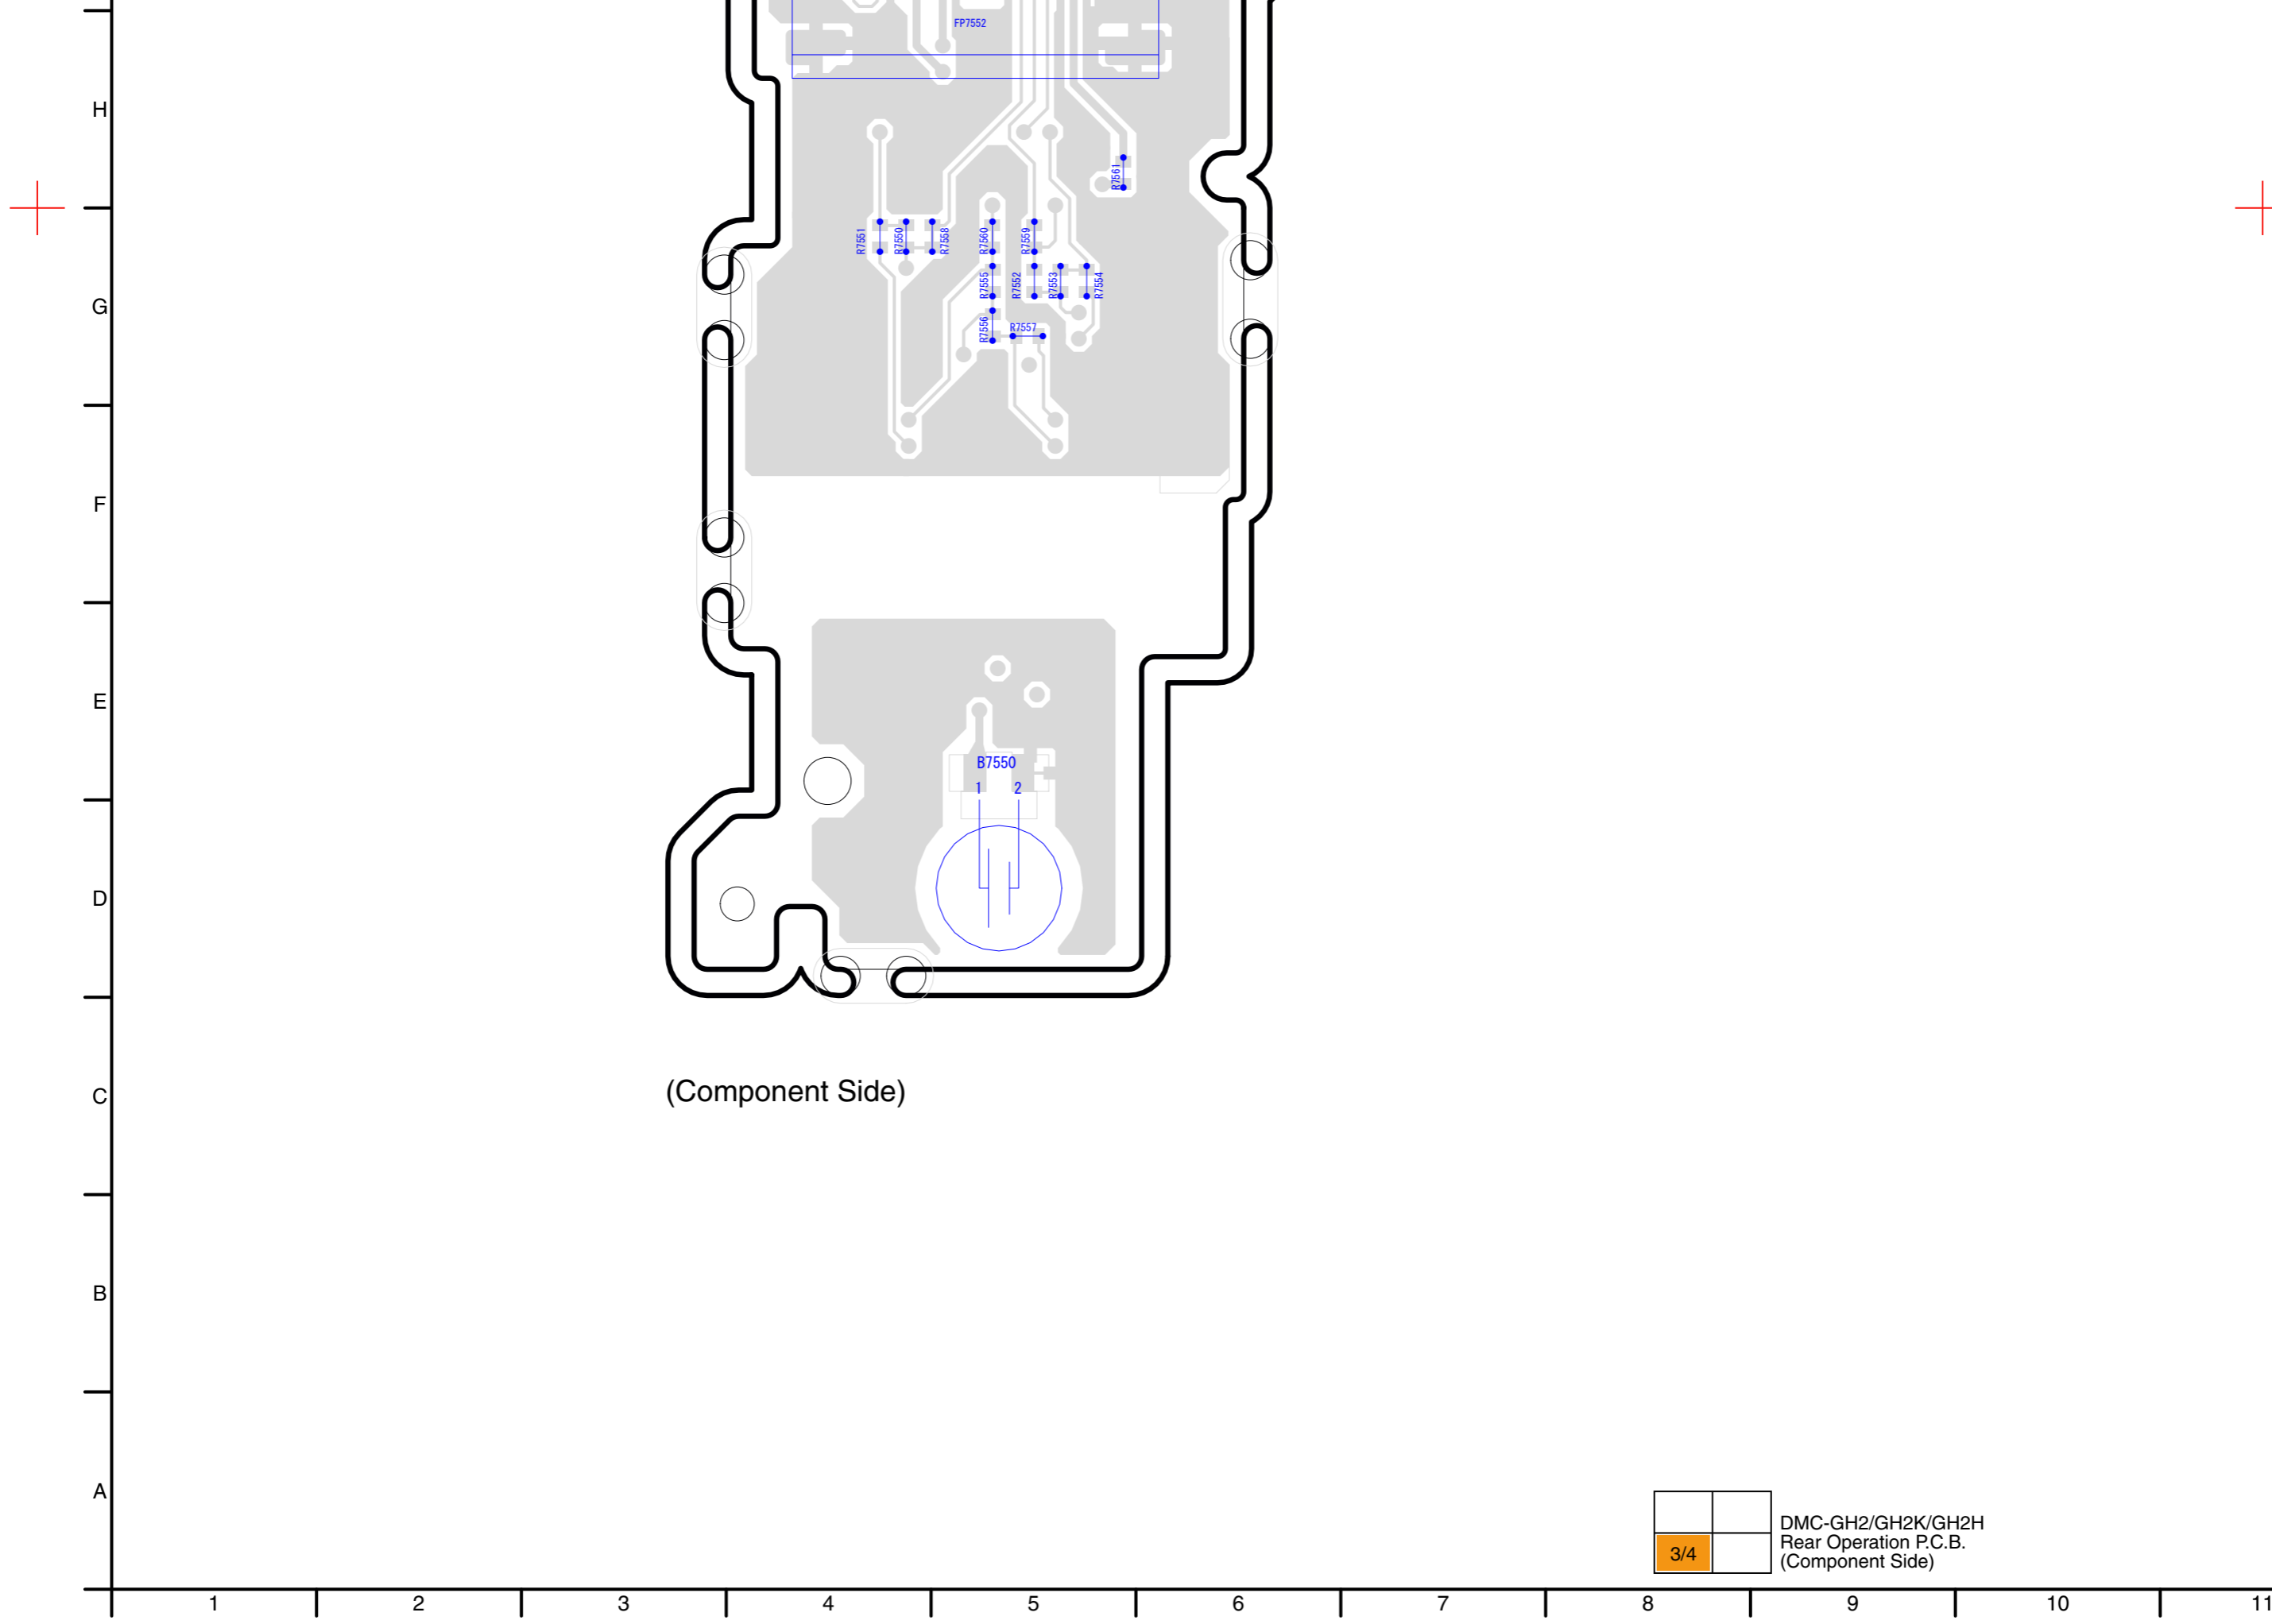 FP7552
H
R7561
R7551
R7550
R7558
R7560
R7559
G
R7555
R7552
R7553
R7554
R7556
R7557
F
E
B7550
1 2
D
C
(Component Side)
B
A
DMC-GH2/GH2K/GH2H
3/4
Rear Operation P.C.B.
(Component Side)
1 2 3 4 5 6 7 8 9 10 11